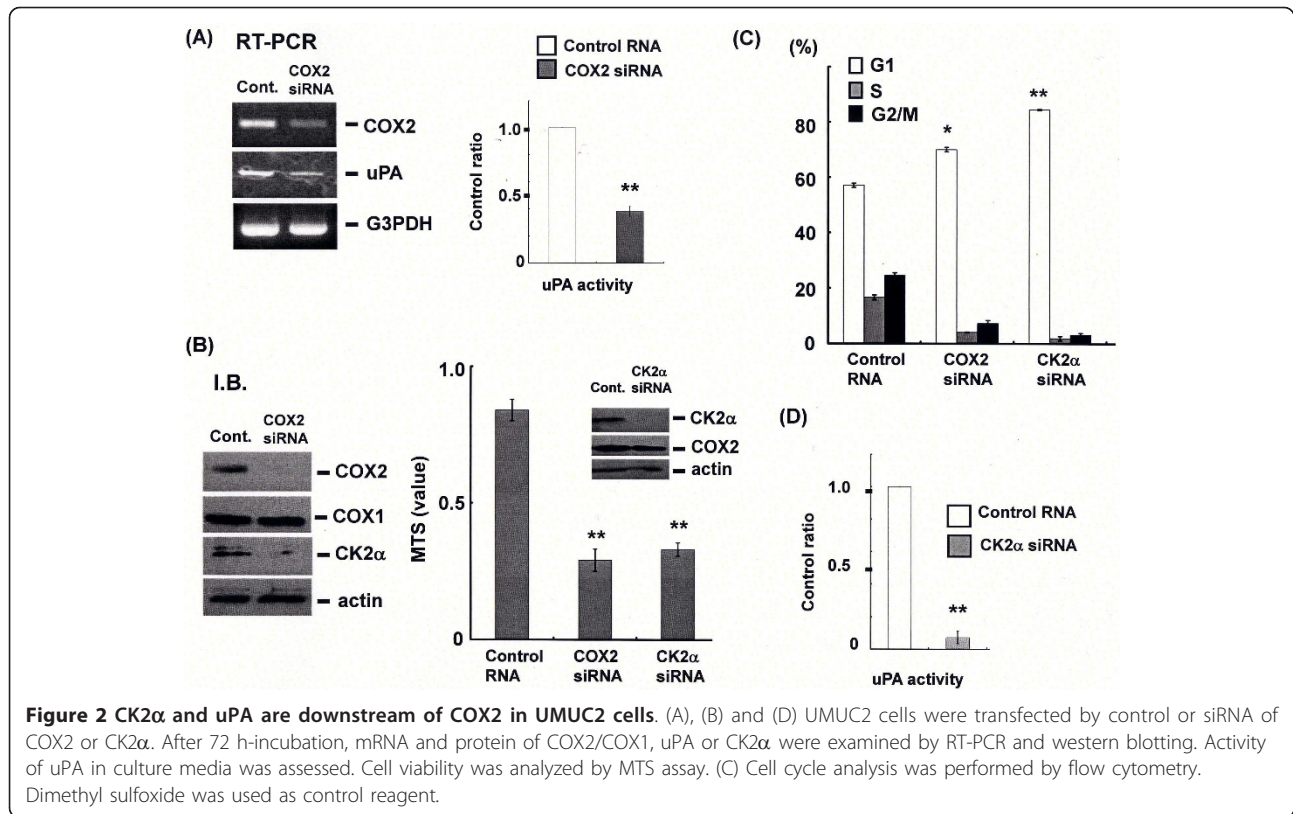 (A) RT-PCR
Cont. COX2 siRNA
COX2
uPA
G3PDH
Control RNA
COX2 siRNA
Control ratio
1.0
0.5
0
**
uPA activity
(B)
I.B.
Cont. COX2 siRNA
COX2
COX1
CK2α
actin
MTS (value)
1.0
0.5
0
**
**
Control RNA
COX2 siRNA
CK2α siRNA
Cont. CK2α siRNA
CK2α
COX2
actin
(C) (%)
G1
S
G2/M
80
60
40
20
0
*
**
Control RNA
COX2 siRNA
CK2α siRNA
(D)
Control ratio
1.0
0.5
0
Control RNA
CK2α siRNA
**
uPA activity
Figure 2 CK2α and uPA are downstream of COX2 in UMUC2 cells. (A), (B) and (D) UMUC2 cells were transfected by control or siRNA of
COX2 or CK2α. After 72 h-incubation, mRNA and protein of COX2/COX1, uPA or CK2α were examined by RT-PCR and western blotting. Activity
of uPA in culture media was assessed. Cell viability was analyzed by MTS assay. (C) Cell cycle analysis was performed by flow cytometry.
Dimethyl sulfoxide was used as control reagent.